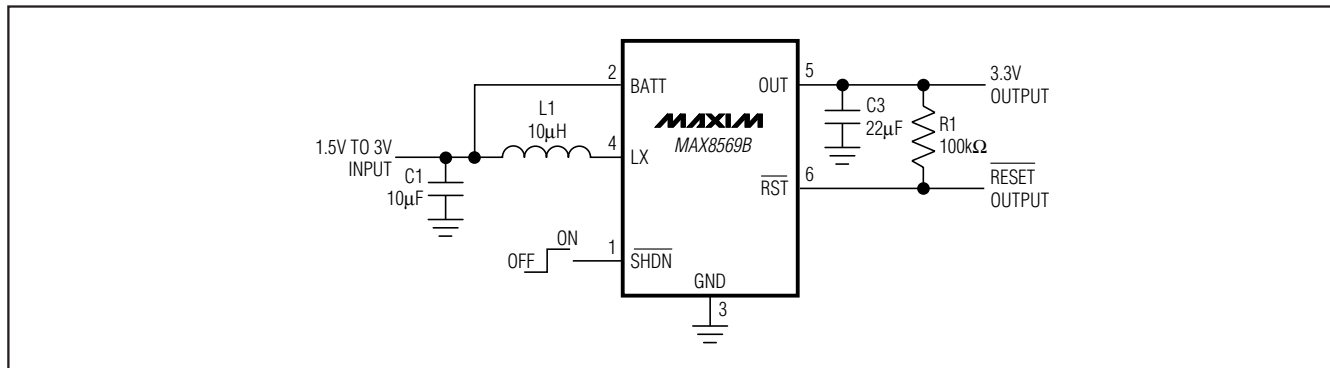 2
BATT
OUT
5
3.3V
OUTPUT
L1
10μH
MAXIM
MAX8569B
C3
22μF
R1
100kΩ
1.5V TO 3V
INPUT
4
LX
C1
10μF
RST
6
RESET
OUTPUT
OFF
ON
1
SHDN
GND
3